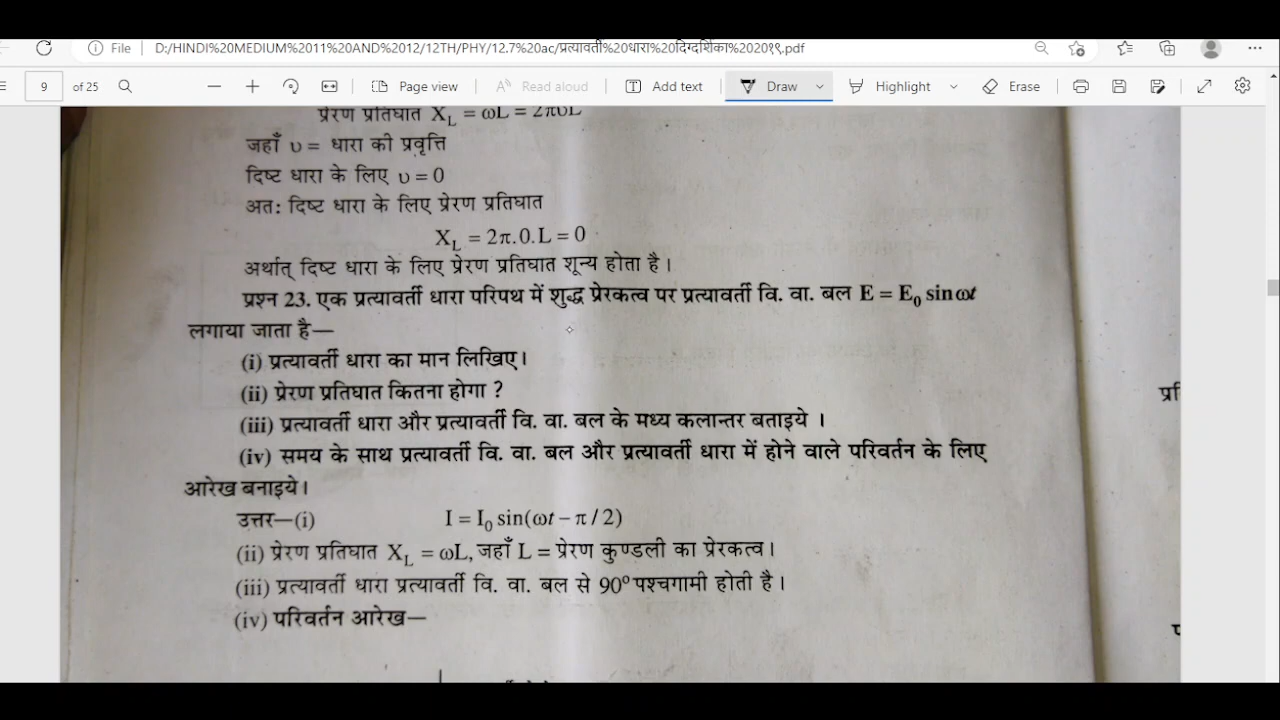 File D:/HINDI%20MEDIUM%2011%20AND%2012/12TH/PHY/12.7%20ac/प्रत्यावर्ती%20धारा%20दिग्दर्शिका%202019.pdf
9 of 25 Page view Read aloud Add text Draw Highlight Erase
प्रेरण प्रतिघात X_L = ωL = 2πυL
जहाँ υ = धारा की प्रवृत्ति
दिष्ट धारा के लिए υ = 0
अतः दिष्ट धारा के लिए प्रेरण प्रतिघात
X_L = 2π.0.L = 0
अर्थात् दिष्ट धारा के लिए प्रेरण प्रतिघात शून्य होता है।
प्रश्न 23. एक प्रत्यावर्ती धारा परिपथ में शुद्ध प्रेरकत्व पर प्रत्यावर्ती वि. वा. बल E = E₀ sin ωt
लगाया जाता है—
(i) प्रत्यावर्ती धारा का मान लिखिए।
(ii) प्रेरण प्रतिघात कितना होगा ?
(iii) प्रत्यावर्ती धारा और प्रत्यावर्ती वि. वा. बल के मध्य कलान्तर बताइये ।
(iv) समय के साथ प्रत्यावर्ती वि. वा. बल और प्रत्यावर्ती धारा में होने वाले परिवर्तन के लिए
आरेख बनाइये।
उत्तर—(i) I = I₀ sin(ωt – π / 2)
(ii) प्रेरण प्रतिघात X_L = ωL, जहाँ L = प्रेरण कुण्डली का प्रेरकत्व।
(iii) प्रत्यावर्ती धारा प्रत्यावर्ती वि. वा. बल से 90° पश्चगामी होती है।
(iv) परिवर्तन आरेख—